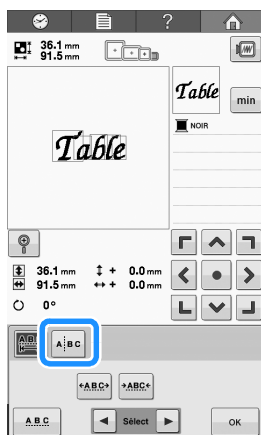 ?
36.1 mm
91.5 mm
Table
Table
min
NOIR
36.1 mm + 0.0 mm
91.5 mm + 0.0 mm
0°
AB
A BC
ABC ABC
ABC Sélect OK